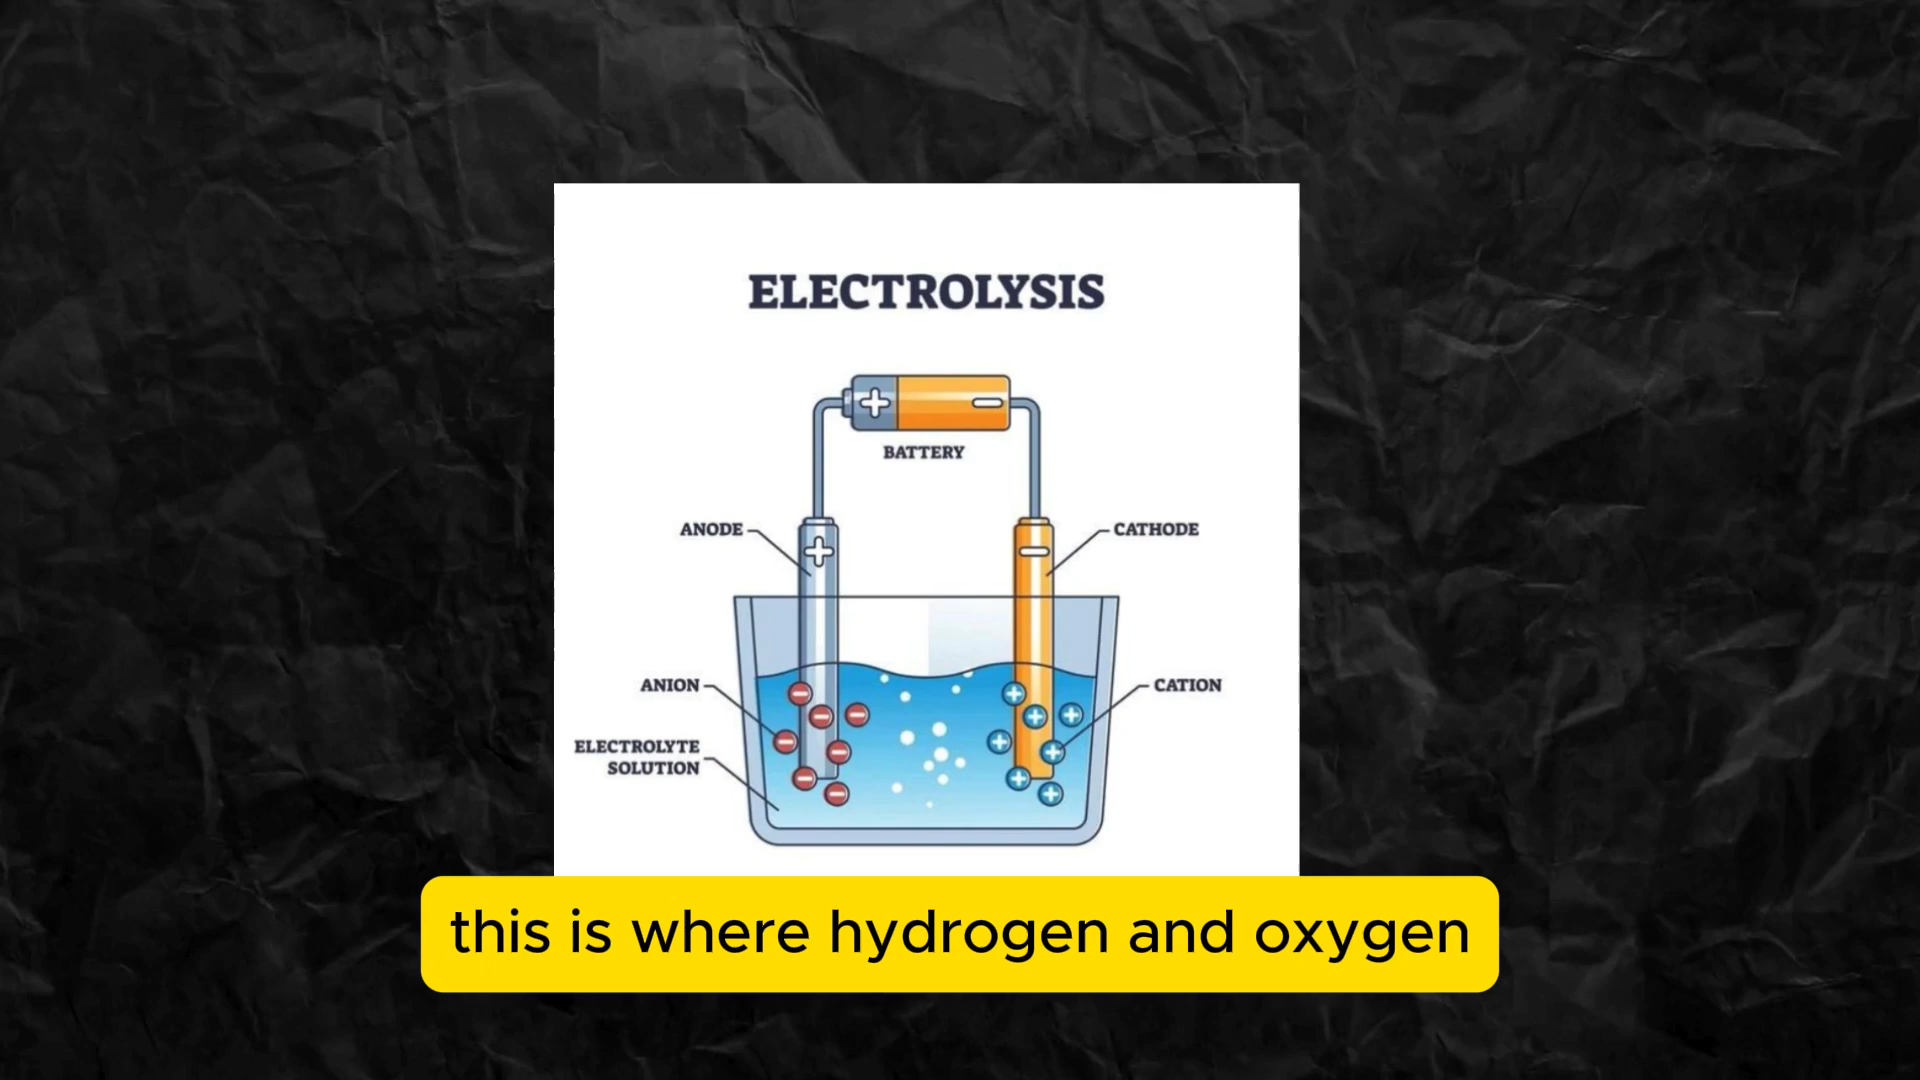 ELECTROLYSIS
BATTERY
ANODE
CATHODE
ANION
CATION
ELECTROLYTE
SOLUTION
this is where hydrogen and oxygen